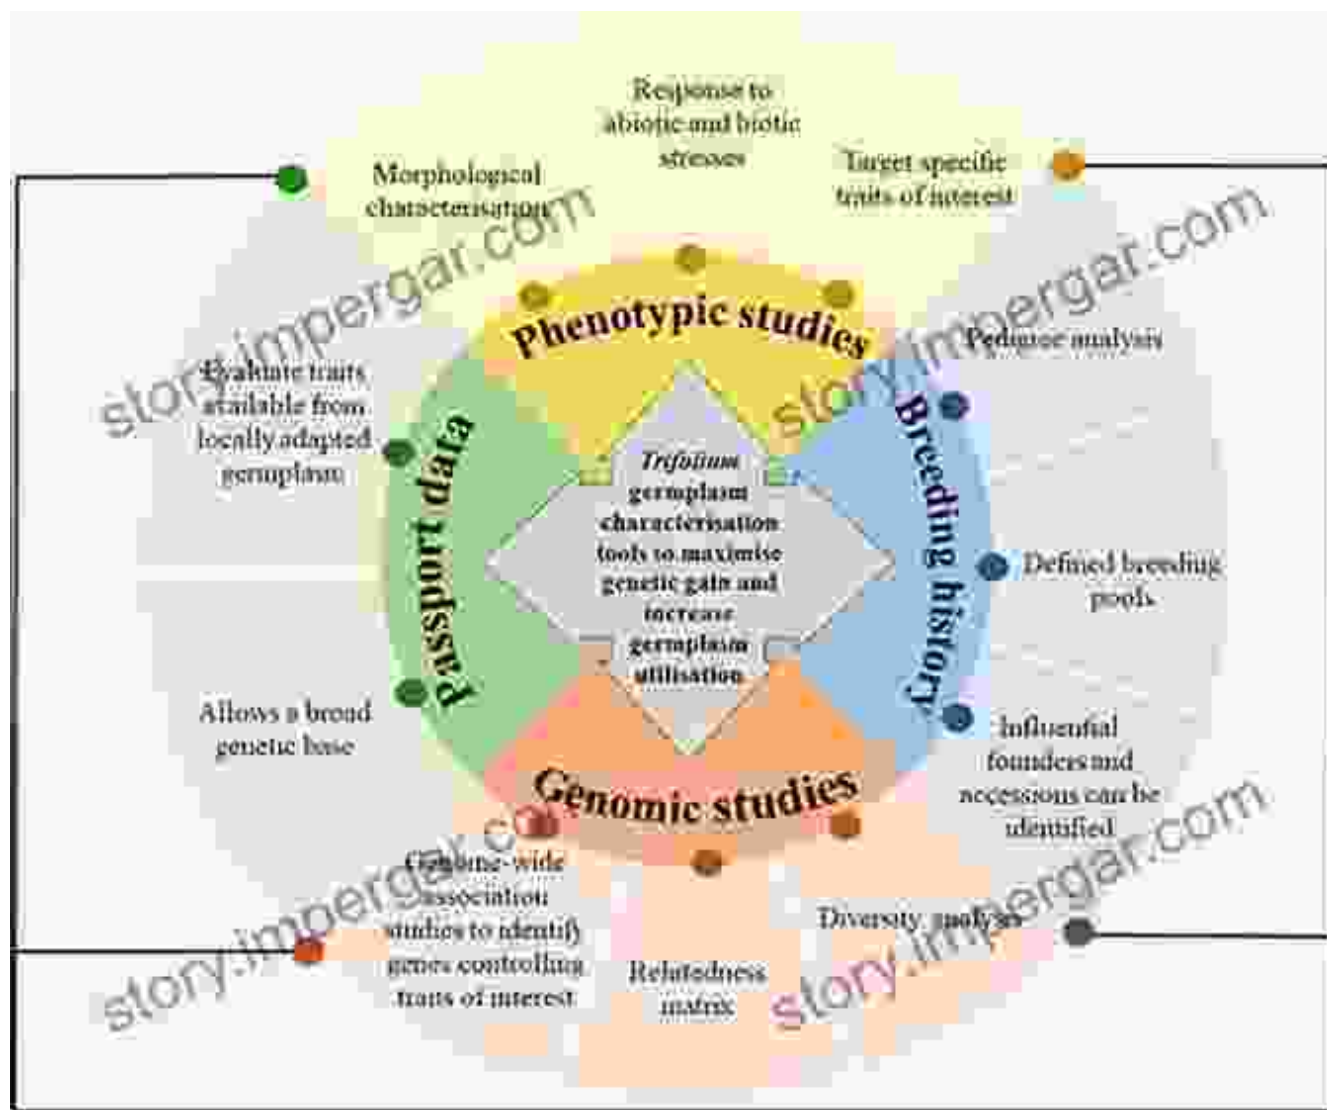 Response to
abiotic and biotic
stresses
Morphological
characterisation
Target specific
traits of interest
Phenotypic studies
Pedigree analysis
Evaluate traits
available from
locally adapted
germplasm
Passport data
Breeding history
Trifolium
germplasm
characterisation
tools to maximise
genetic gain and
increase
germplasm
utilisation
Defined breeding
pools
Allows a broad
genetic base
Influential
founders and
accessions can be
identified
Genomic studies
Genome-wide
association
studies to identify
genes controlling
traits of interest
Relatedness
matrix
Diversity analysis
story.impergar.com
story.impergar.com
story.impergar.com
story.impergar.com